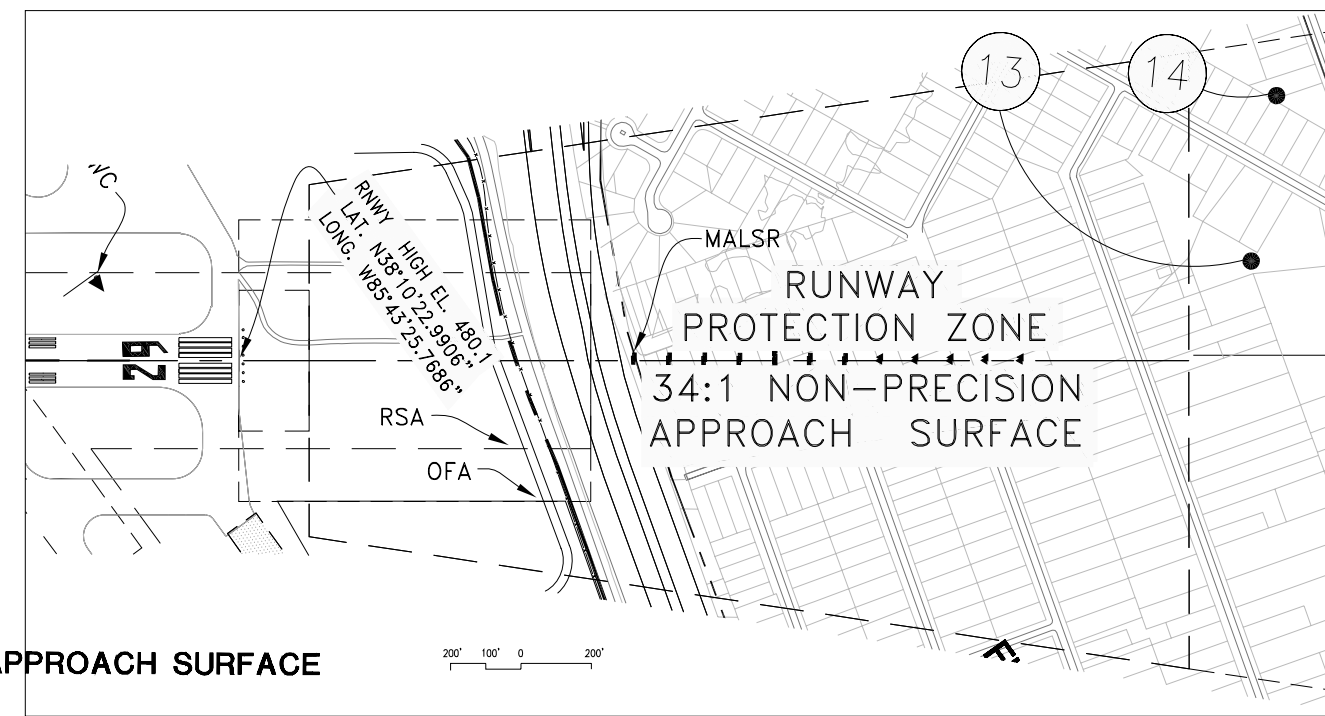 13
14
WC
RNWY HIGH EL. 480.1
LAT. N38°10'22.9906"
LONG. W85°43'25.7686"
MALSR
RUNWAY
PROTECTION ZONE
34:1 NON-PRECISION
APPROACH SURFACE
29
RSA
OFA
APPROACH SURFACE
200' 100' 0 200'